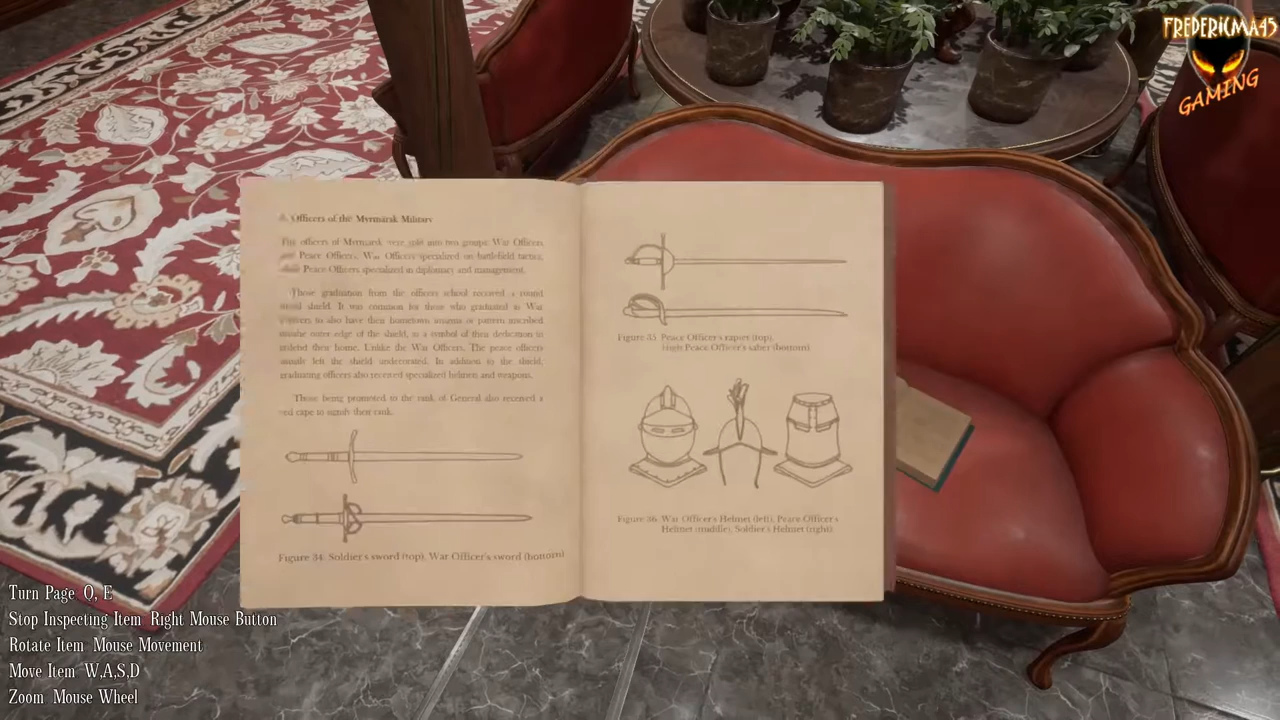 FREDERICMA45
GAMING
Officers of the Myrmärsk Military
The officers of Myrmärsk were split into two groups: War Officers
and Peace Officers. War Officers specialized on battlefield tactics,
while Peace Officers specialized in diplomacy and management.
Those graduation from the officers school received a round
shield. It was common for those who graduated to War
to also have their hometown insignia or pattern inscribed
outer edge of the shield, as a symbol of their dedication to
defend their home. Unlike the War Officers, The peace officers
usually left the shield undecorated. In addition to the shield,
graduating officers also received specialized helmets and weapons.
Those being promoted to the rank of General also received a
red cape to signify their rank.
Figure 34: Soldier's sword (top), War Officer's sword (bottom)
Figure 35: Peace Officer's rapier (top),
High Peace Officer's saber (bottom)
Figure 36: War Officer's Helmet (left), Peace Officer's
Helmet (middle), Soldier's Helmet (right)
Turn Page Q, E
Stop Inspecting Item Right Mouse Button
Rotate Item Mouse Movement
Move Item W,A,S,D
Zoom Mouse Wheel